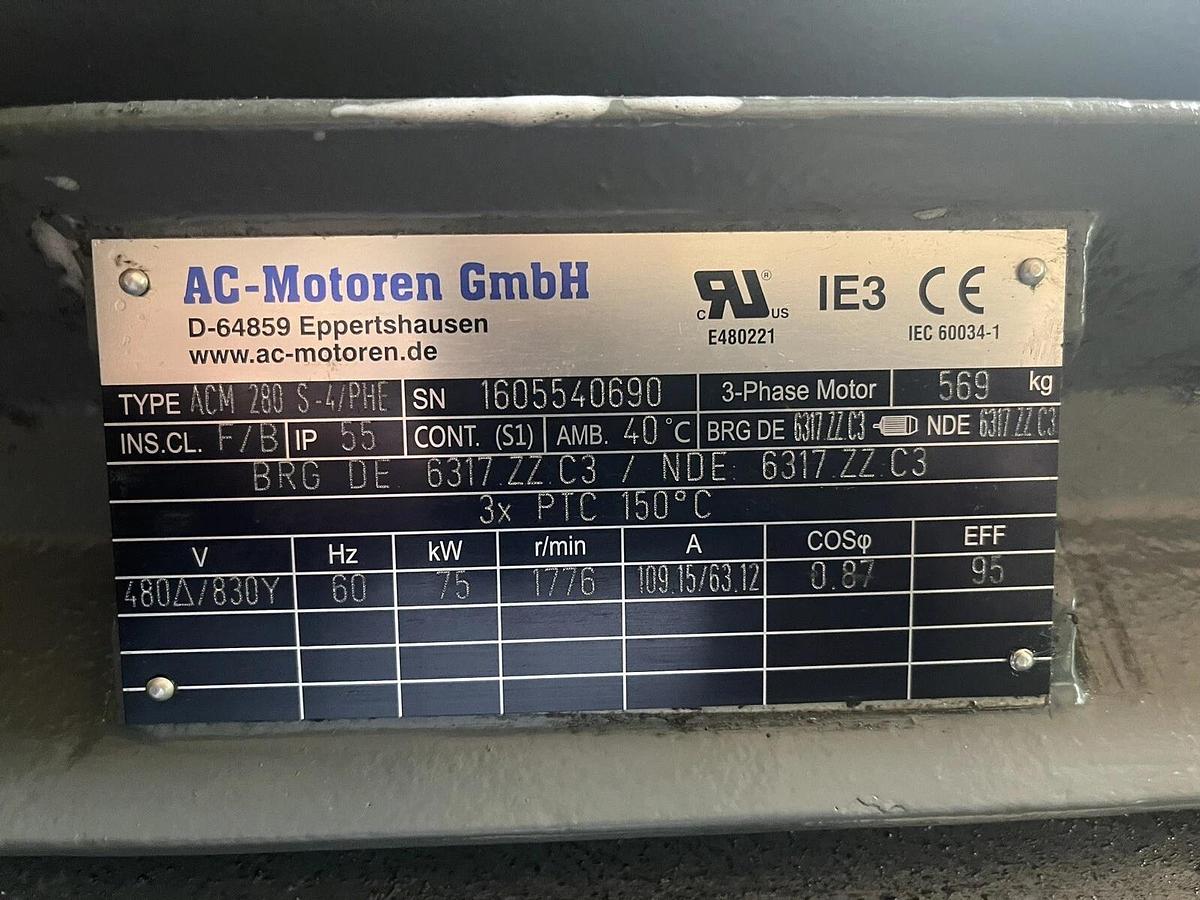 AC-Motoren GmbH
D-64859 Eppertshausen
www.ac-motoren.de
c RU ® US
E480221
IE3
CE
IEC 60034-1
TYPE ACM 280 S-4/PHE SN 1605540690 3-Phase Motor 569 kg
INS.CL. F/B IP 55 CONT. (S1) AMB. 40 °C BRG DE 6317 ZZ C3 NDE 6317 ZZ C3
BRG DE 6317.ZZ.C3 / NDE: 6317.ZZ.C3
3x PTC 150°C
V Hz kW r/min A COSφ EFF
480Δ/830Y 60 75 1776 109.15/63.12 0.87 95